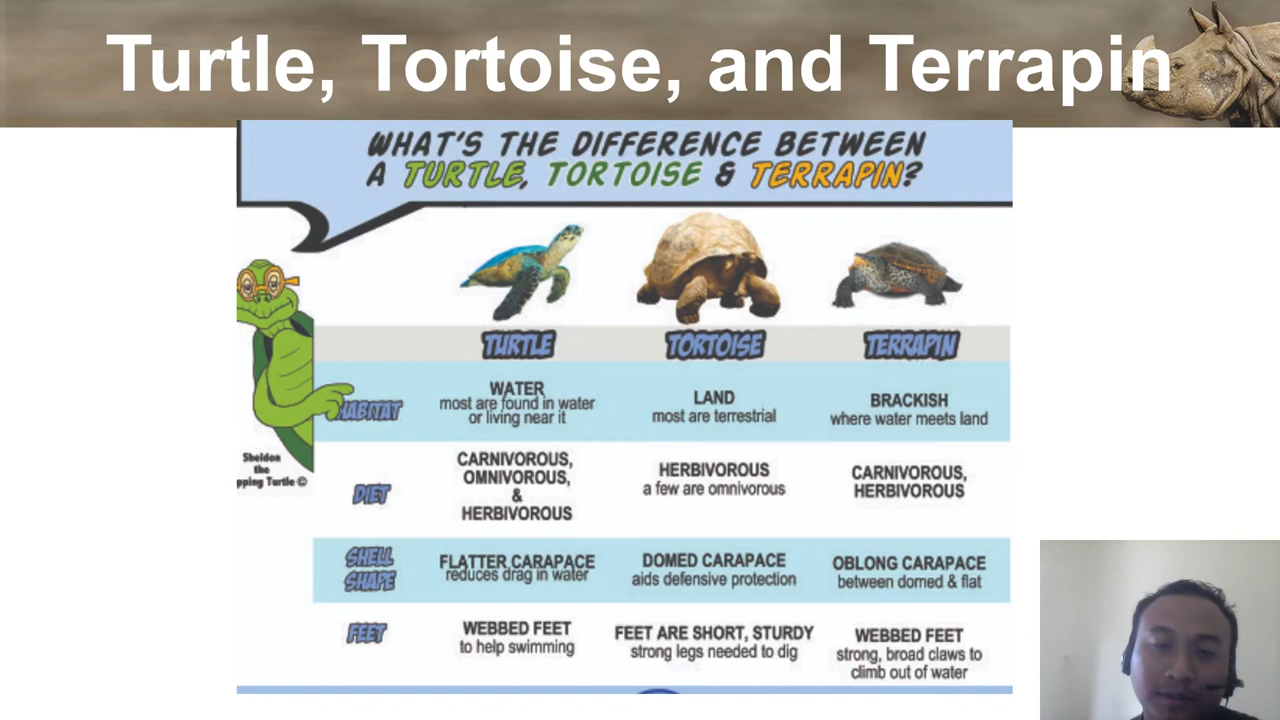 Turtle, Tortoise, and Terrapin
WHAT'S THE DIFFERENCE BETWEEN
A TURTLE, TORTOISE & TERRAPIN?
TURTLE
TORTOISE
TERRAPIN
HABITAT
WATER
most are found in water
or living near it
LAND
most are terrestrial
BRACKISH
where water meets land
Sheldon
the
pping Turtle ©
DIET
CARNIVOROUS,
OMNIVOROUS,
&
HERBIVOROUS
HERBIVOROUS
a few are omnivorous
CARNIVOROUS,
HERBIVOROUS
SHELL
SHAPE
FLATTER CARAPACE
reduces drag in water
DOMED CARAPACE
aids defensive protection
OBLONG CARAPACE
between domed & flat
FEET
WEBBED FEET
to help swimming
FEET ARE SHORT, STURDY
strong legs needed to dig
WEBBED FEET
strong, broad claws to
climb out of water